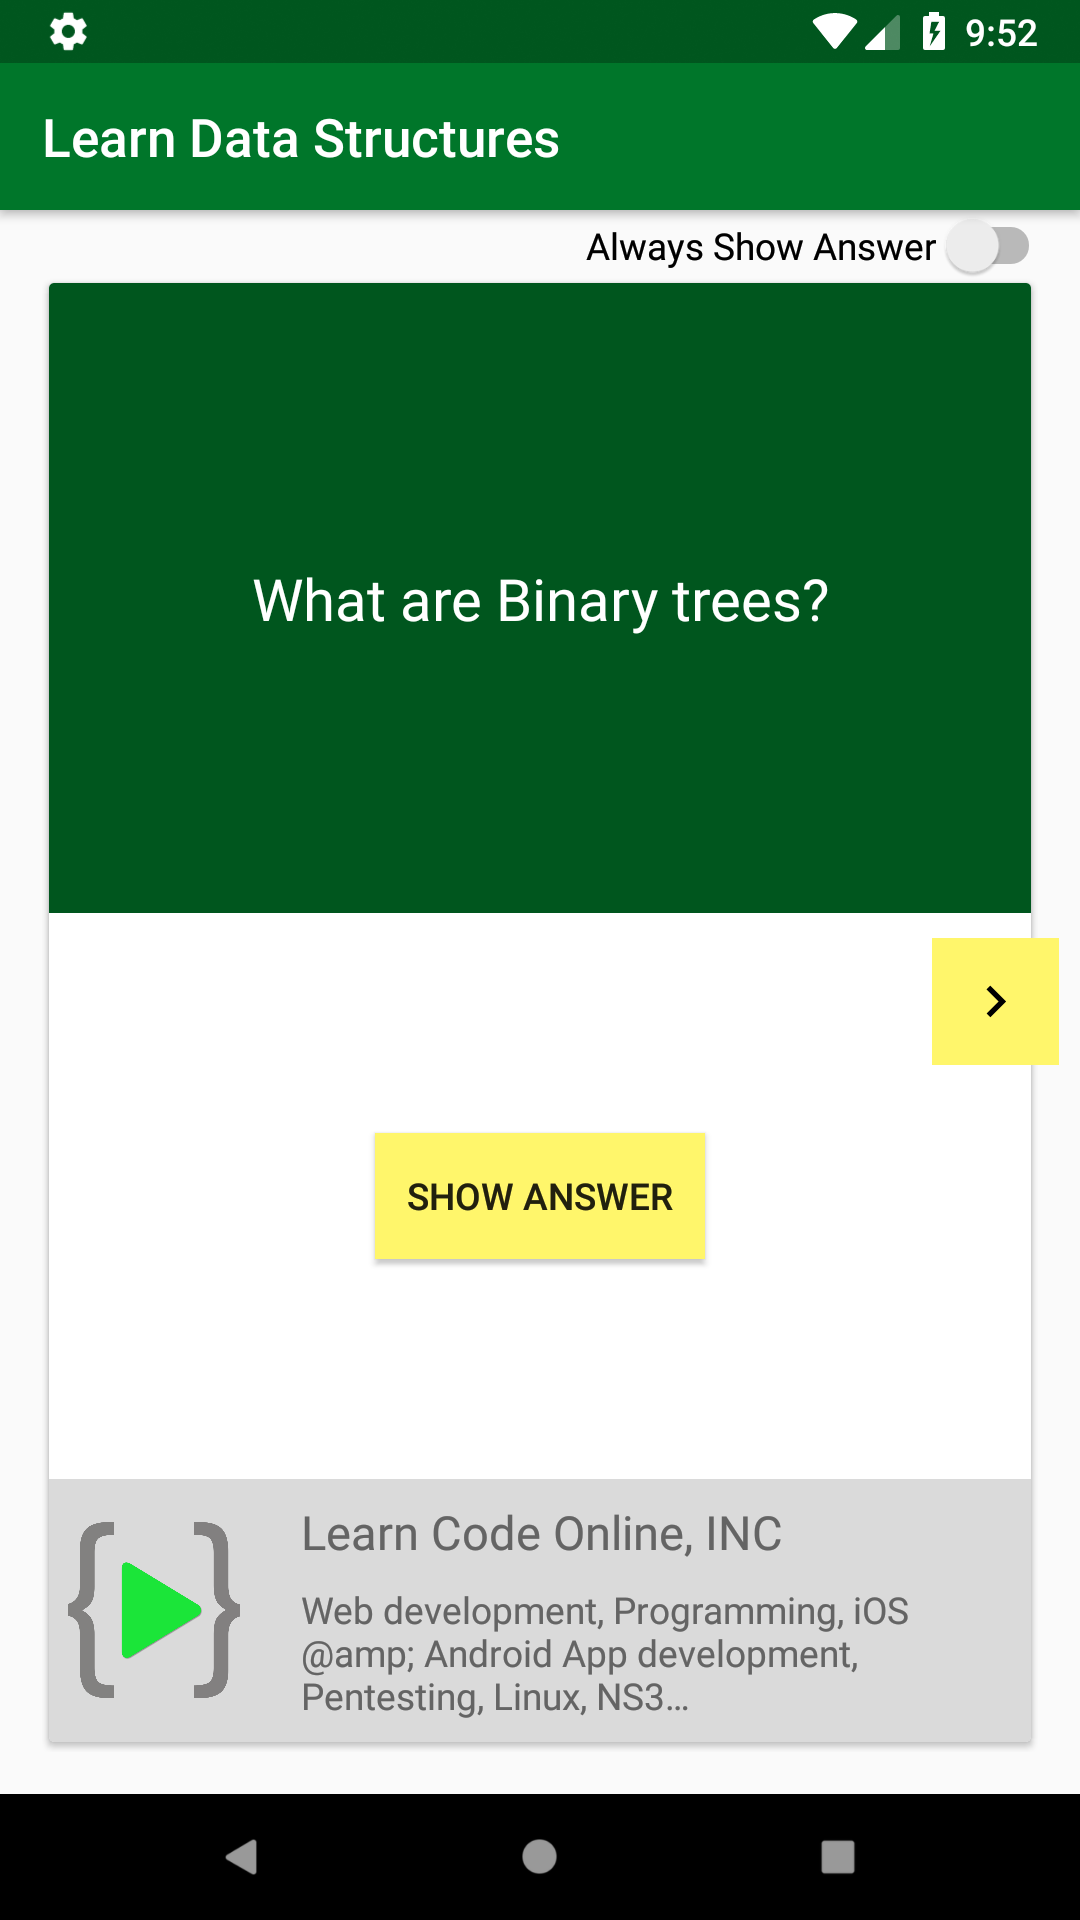 9:52
Learn Data Structures
Always Show Answer
What are Binary trees?
SHOW ANSWER
Learn Code Online, INC
Web development, Programming, iOS
@amp; Android App development,
Pentesting, Linux, NS3...